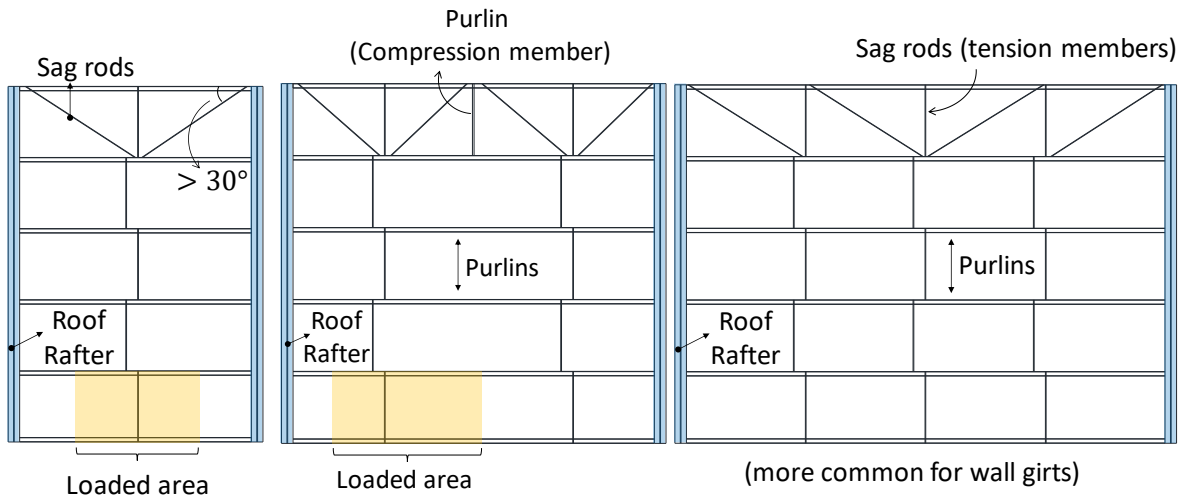 Sag rods
> 30°
Roof
Rafter
Loaded area
Purlin
(Compression member)
Purlins
Roof
Rafter
Loaded area
Sag rods (tension members)
Purlins
Roof
Rafter
(more common for wall girts)